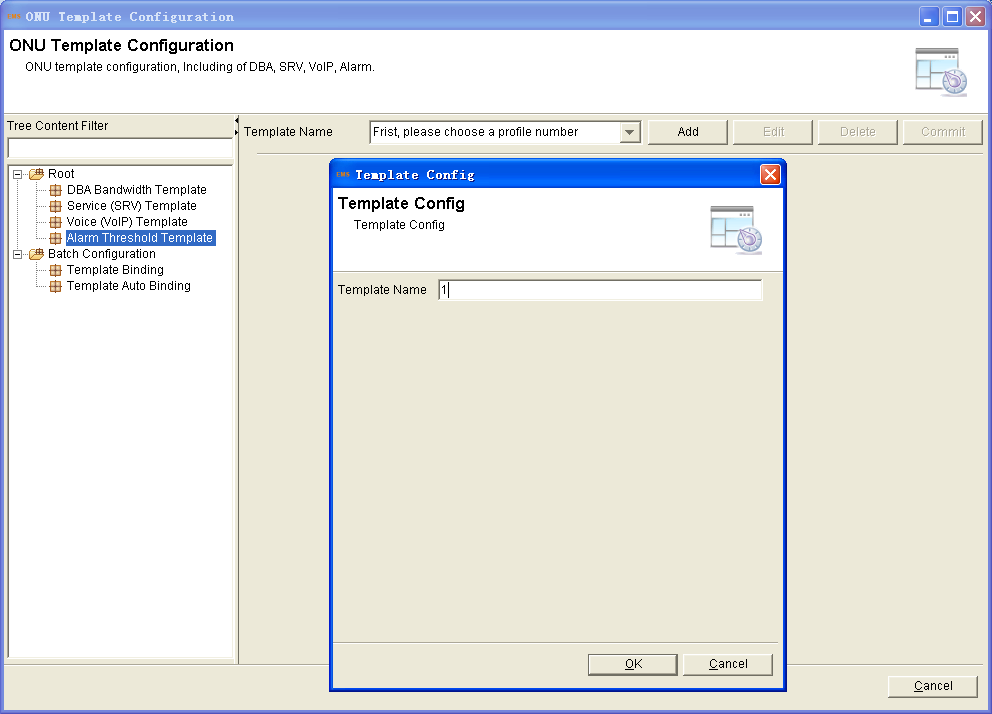 EMS ONU Template Configuration
ONU Template Configuration
ONU template configuration, Including of DBA, SRV, VoIP, Alarm.
Tree Content Filter
Template Name Frist, please choose a profile number Add Edit Delete Commit
Root
DBA Bandwidth Template
Service (SRV) Template
Voice (VoIP) Template
Alarm Threshold Template
Batch Configuration
Template Binding
Template Auto Binding
EMS Template Config
Template Config
Template Config
Template Name 1
OK Cancel
Cancel